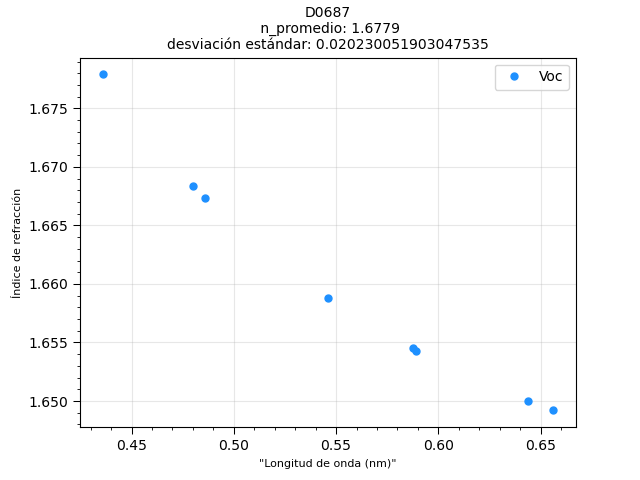 D0687
n_promedio: 1.6779
desviación estándar: 0.020230051903047535
Voc
1.675
1.670
1.665
1.660
1.655
1.650
Índice de refracción
0.45 0.50 0.55 0.60 0.65
"Longitud de onda (nm)"